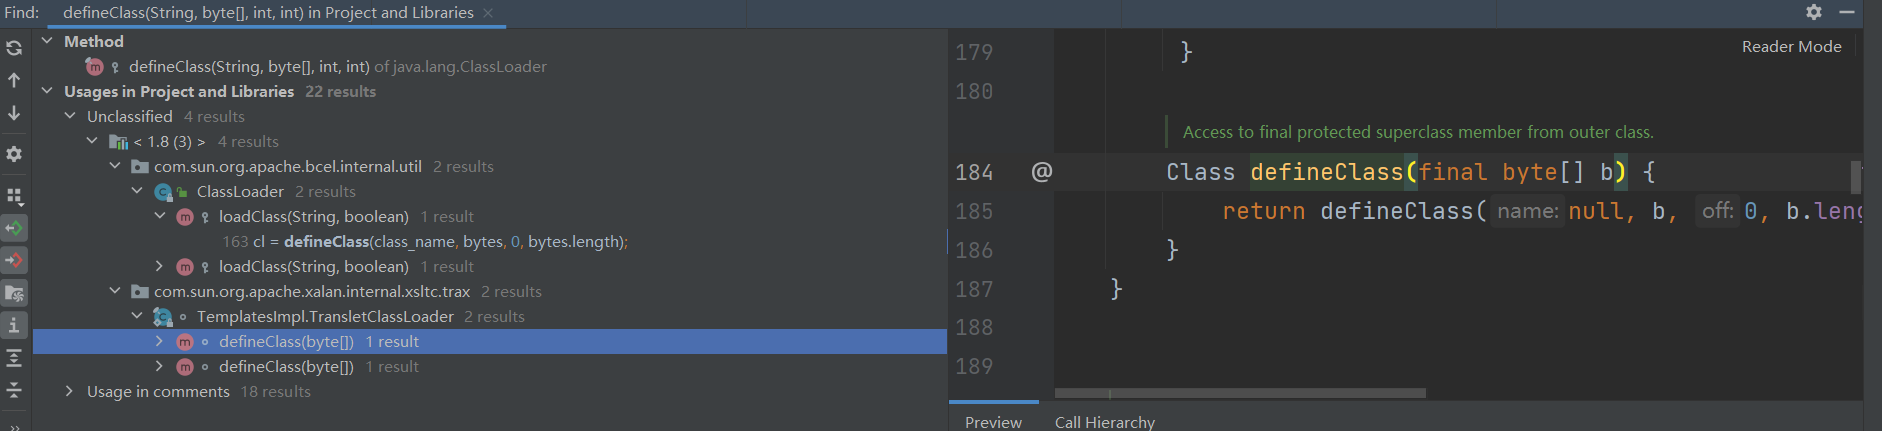 Find: defineClass(String, byte[], int, int) in Project and Libraries
Method
defineClass(String, byte[], int, int) of java.lang.ClassLoader
Usages in Project and Libraries 22 results
Unclassified 4 results
< 1.8 (3) > 4 results
com.sun.org.apache.bcel.internal.util 2 results
ClassLoader 2 results
loadClass(String, boolean) 1 result
163 cl = defineClass(class_name, bytes, 0, bytes.length);
loadClass(String, boolean) 1 result
com.sun.org.apache.xalan.internal.xsltc.trax 2 results
TemplatesImpl.TransletClassLoader 2 results
defineClass(byte[]) 1 result
defineClass(byte[]) 1 result
Usage in comments 18 results
Reader Mode
179 }
180
Access to final protected superclass member from outer class.
184 @ Class defineClass(final byte[] b) {
185 return defineClass( name: null, b, off: 0, b.leng
186 }
187 }
188
189
Preview Call Hierarchy